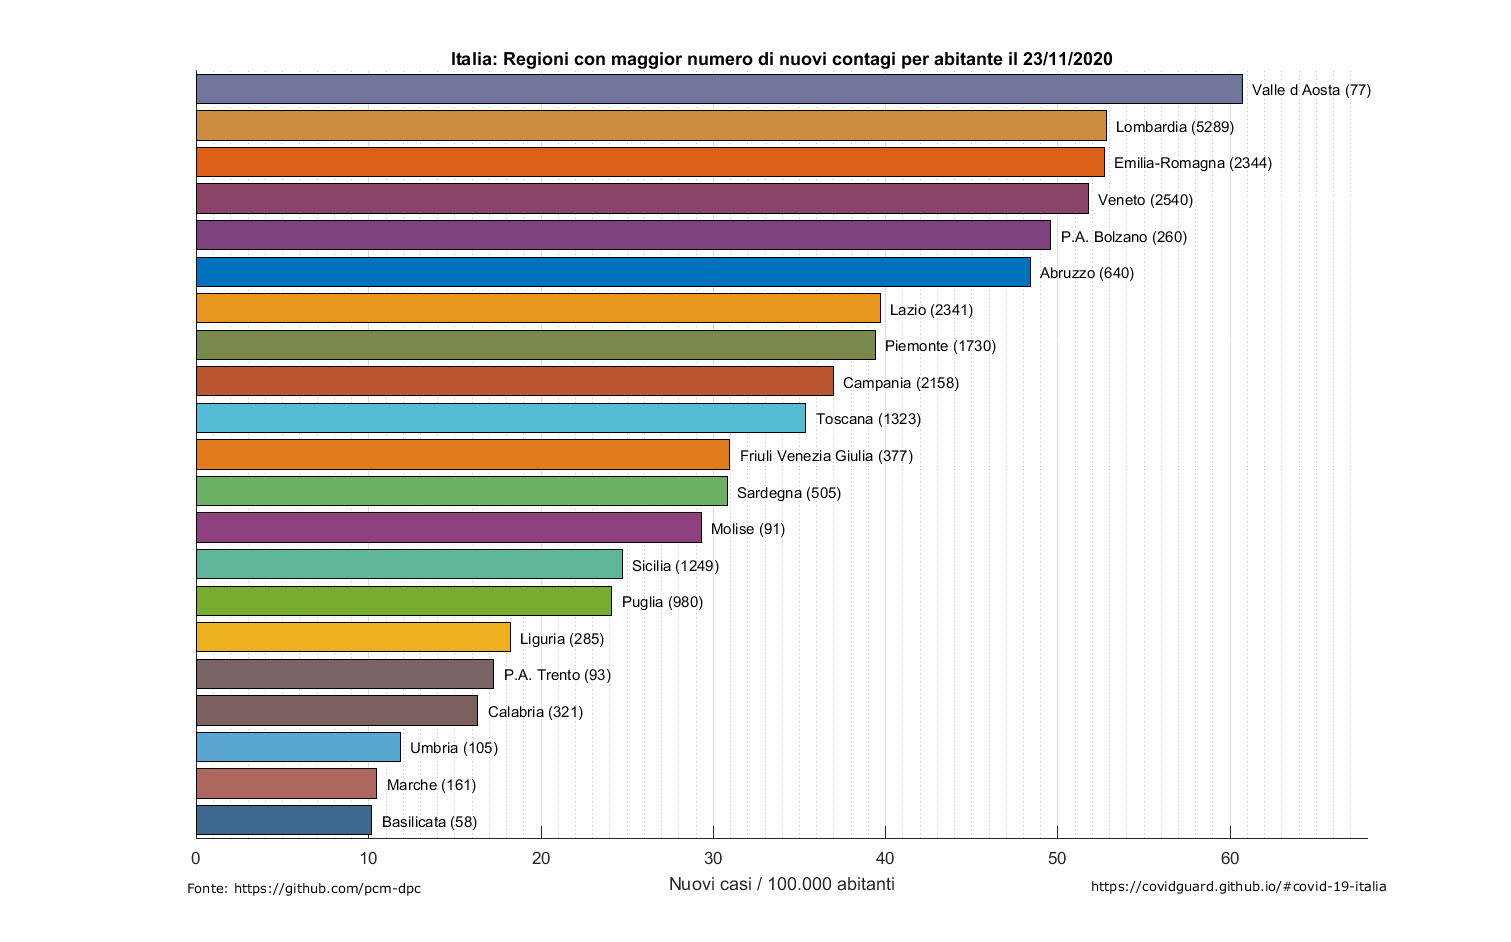 Italia: Regioni con maggior numero di nuovi contagi per abitante il 23/11/2020
Valle d Aosta (77)
Lombardia (5289)
Emilia-Romagna (2344)
Veneto (2540)
P.A. Bolzano (260)
Abruzzo (640)
Lazio (2341)
Piemonte (1730)
Campania (2158)
Toscana (1323)
Friuli Venezia Giulia (377)
Sardegna (505)
Molise (91)
Sicilia (1249)
Puglia (980)
Liguria (285)
P.A. Trento (93)
Calabria (321)
Umbria (105)
Marche (161)
Basilicata (58)
0 10 20 30 40 50 60
Nuovi casi / 100.000 abitanti
Fonte: https://github.com/pcm-dpc
https://covidguard.github.io/#covid-19-italia